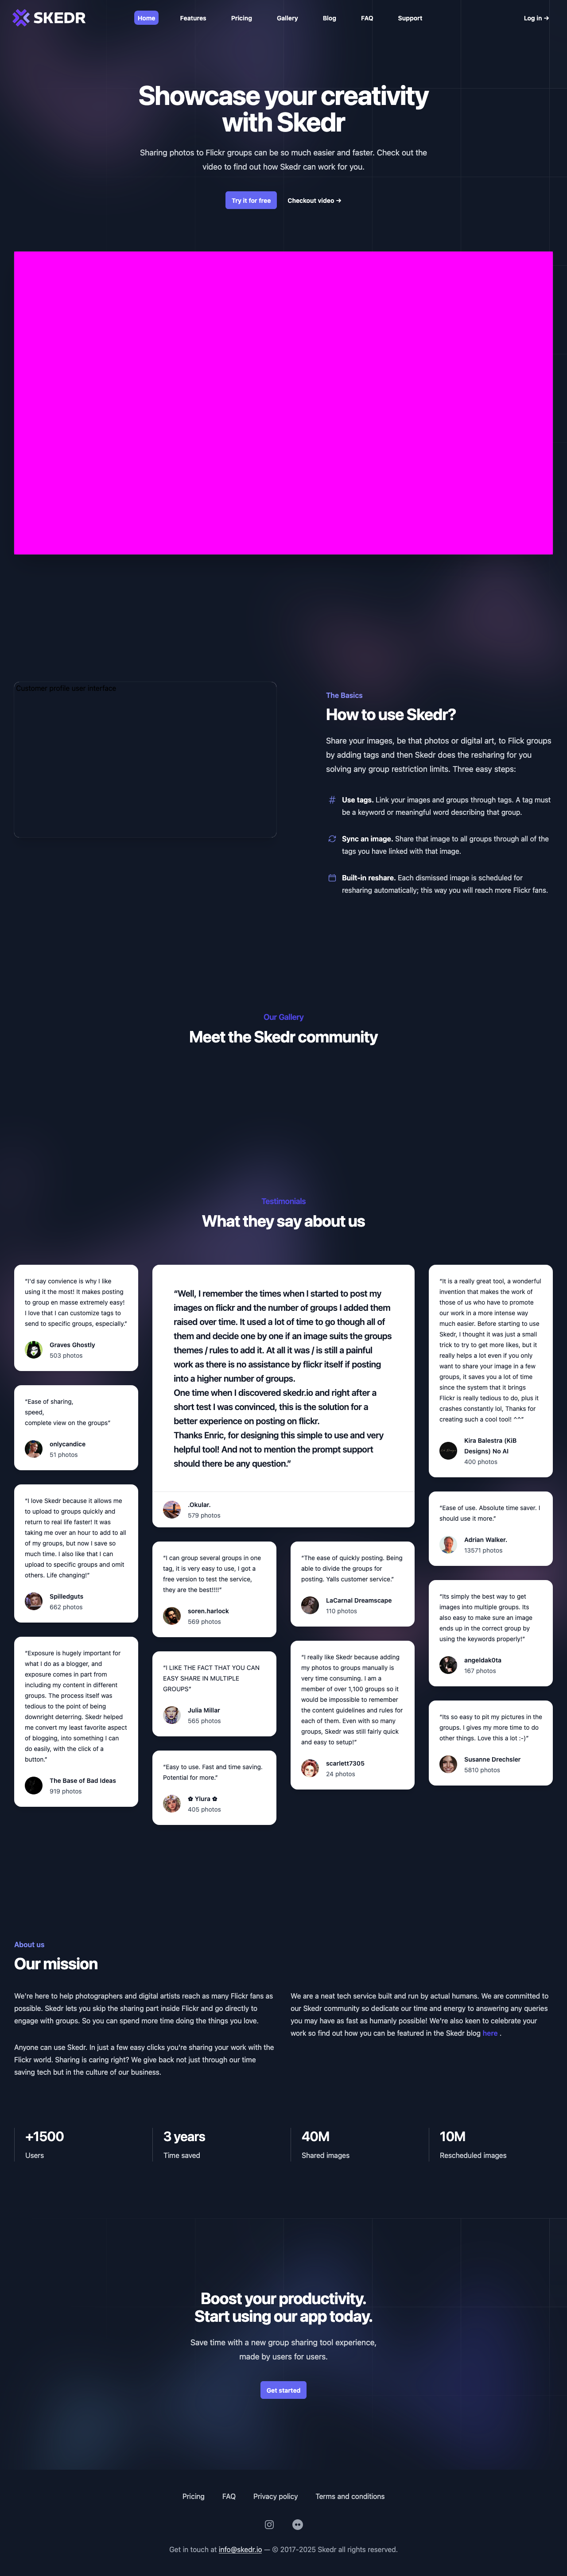 SKEDR
Home
Features
Pricing
Gallery
Blog
FAQ
Support
Log in →
Showcase your creativity
with Skedr
Sharing photos to Flickr groups can be so much easier and faster. Check out the
video to find out how Skedr can work for you.
Try it for free
Checkout video →
Customer profile user interface
The Basics
How to use Skedr?
Share your images, be that photos or digital art, to Flick groups
by adding tags and then Skedr does the resharing for you
solving any group restriction limits. Three easy steps:
Use tags. Link your images and groups through tags. A tag must
be a keyword or meaningful word describing that group.
Sync an image. Share that image to all groups through all of the
tags you have linked with that image.
Built-in reshare. Each dismissed image is scheduled for
resharing automatically; this way you will reach more Flickr fans.
Our Gallery
Meet the Skedr community
Testimonials
What they say about us
“I'd say convience is why I like
using it the most! It makes posting
to group en masse extremely easy!
I love that I can customize tags to
send to specific groups, especially.”
Graves Ghostly
503 photos
“Ease of sharing,
speed,
complete view on the groups”
onlycandice
51 photos
“I love Skedr because it allows me
to upload to groups quickly and
return to real life faster! It was
taking me over an hour to add to all
of my groups, but now I save so
much time. I also like that I can
upload to specific groups and omit
others. Life changing!”
Spilledguts
662 photos
“Exposure is hugely important for
what I do as a blogger, and
exposure comes in part from
including my content in different
groups. The process itself was
tedious to the point of being
downright deterring. Skedr helped
me convert my least favorite aspect
of blogging, into something I can
do easily, with the click of a
button.”
The Base of Bad Ideas
919 photos
“Well, I remember the times when I started to post my
images on flickr and the number of groups I added them
raised over time. It used a lot of time to go though all of
them and decide one by one if an image suits the groups
themes / rules to add it. At all it was / is still a painful
work as there is no assistance by flickr itself if posting
into a higher number of groups.
One time when I discovered skedr.io and right after a
short test I was convinced, this is the solution for a
better experience on posting on flickr.
Thanks Enric, for designing this simple to use and very
helpful tool! And not to mention the prompt support
should there be any question.”
.Okular.
579 photos
“I can group several groups in one
tag, it is very easy to use, I got a
free version to test the service,
they are the best!!!!”
soren.harlock
569 photos
“I LIKE THE FACT THAT YOU CAN
EASY SHARE IN MULTIPLE
GROUPS”
Julia Millar
565 photos
“Easy to use. Fast and time saving.
Potential for more.”
✿ Ylura ✿
405 photos
“The ease of quickly posting. Being
able to divide the groups for
posting. Yalls customer service.”
LaCarnal Dreamscape
110 photos
“I really like Skedr because adding
my photos to groups manually is
very time consuming. I am a
member of over 1,100 groups so it
would be impossible to remember
the content guidelines and rules for
each of them. Even with so many
groups, Skedr was still fairly quick
and easy to setup!”
scarlett7305
24 photos
“It is a really great tool, a wonderful
invention that makes the work of
those of us who have to promote
our work in a more intense way
much easier. Before starting to use
Skedr, I thought it was just a small
trick to try to get more likes, but it
really helps a lot even if you only
want to share your image in a few
groups, it saves you a lot of time
since the system that it brings
Flickr is really tedious to do, plus it
crashes constantly lol, Thanks for
creating such a cool tool! ^^”
Kira Balestra (KiB
Designs) No AI
400 photos
“Ease of use. Absolute time saver. I
should use it more.”
Adrian Walker.
13571 photos
“Its simply the best way to get
images into multiple groups. Its
also easy to make sure an image
ends up in the correct group by
using the keywords properly!”
angeldak0ta
167 photos
“Its so easy to pit my pictures in the
groups. I gives my more time to do
other things. Love this a lot :-)”
Susanne Drechsler
5810 photos
About us
Our mission
We're here to help photographers and digital artists reach as many Flickr fans as
possible. Skedr lets you skip the sharing part inside Flickr and go directly to
engage with groups. So you can spend more time doing the things you love.
Anyone can use Skedr. In just a few easy clicks you're sharing your work with the
Flickr world. Sharing is caring right? We give back not just through our time
saving tech but in the culture of our business.
We are a neat tech service built and run by actual humans. We are committed to
our Skedr community so dedicate our time and energy to answering any queries
you may have as fast as humanly possible! We're also keen to celebrate your
work so find out how you can be featured in the Skedr blog here .
+1500
Users
3 years
Time saved
40M
Shared images
10M
Rescheduled images
Boost your productivity.
Start using our app today.
Save time with a new group sharing tool experience,
made by users for users.
Get started
Pricing
FAQ
Privacy policy
Terms and conditions
Get in touch at info@skedr.io — © 2017-2025 Skedr all rights reserved.